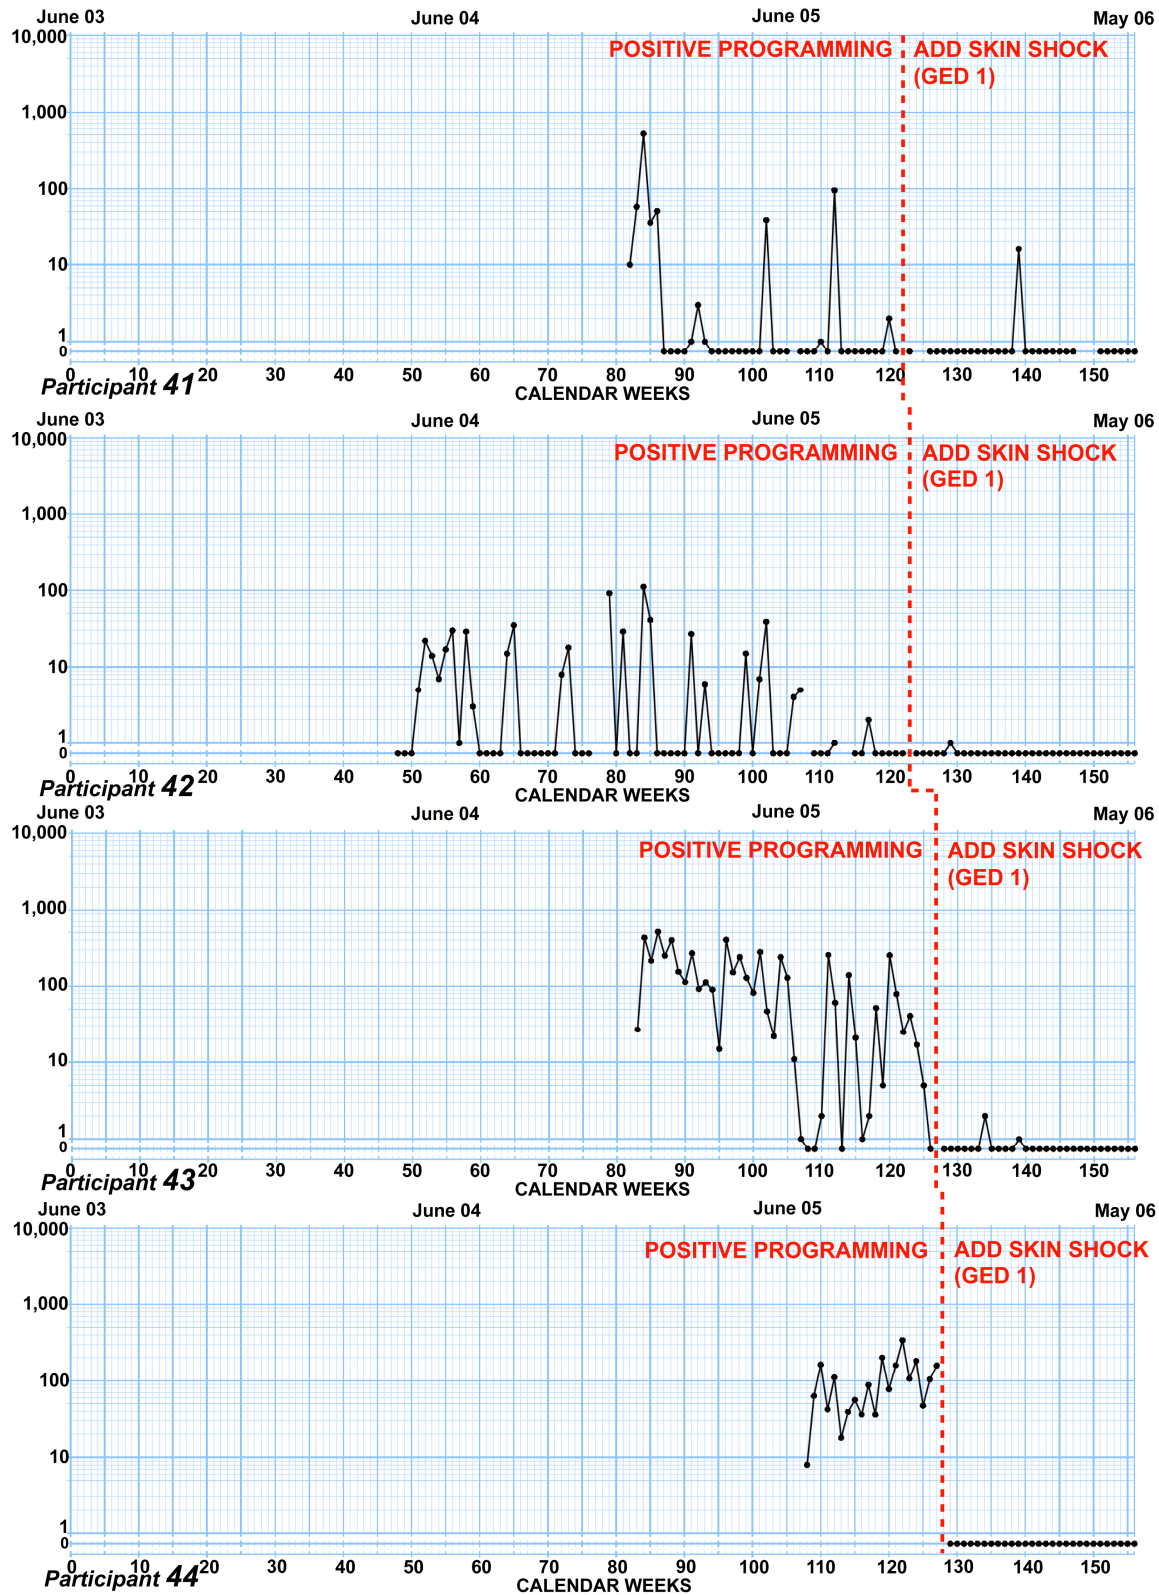 June 03 June 04 June 05 May 06
10,000
POSITIVE PROGRAMMING ADD SKIN SHOCK
(GED 1)
1,000
100
10
1
0
0 10 20 30 40 50 60 70 80 90 100 110 120 130 140 150
Participant 41 CALENDAR WEEKS
June 03 June 04 June 05 May 06
10,000
POSITIVE PROGRAMMING ADD SKIN SHOCK
(GED 1)
1,000
100
10
1
0
0 10 20 30 40 50 60 70 80 90 100 110 120 130 140 150
Participant 42 CALENDAR WEEKS
June 03 June 04 June 05 May 06
10,000
POSITIVE PROGRAMMING ADD SKIN SHOCK
(GED 1)
1,000
100
10
1
0
0 10 20 30 40 50 60 70 80 90 100 110 120 130 140 150
Participant 43 CALENDAR WEEKS
June 03 June 04 June 05 May 06
10,000
POSITIVE PROGRAMMING ADD SKIN SHOCK
(GED 1)
1,000
100
10
1
0
0 10 20 30 40 50 60 70 80 90 100 110 120 130 140 150
Participant 44 CALENDAR WEEKS